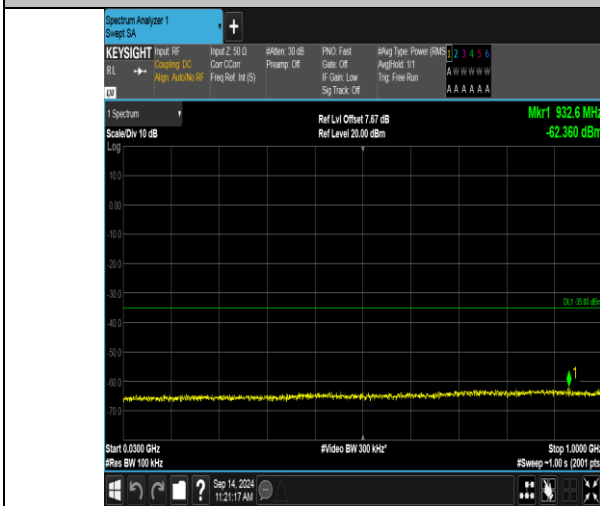 Spectrum Analyzer 1
Swept SA
+
KEYSIGHT Input: RF Input Z: 50 Ω #Atten: 30 dB PNO: Fast #Avg Type: Power (RMS 1 2 3 4 5 6
RL Coupling: DC Corr CCorr Preamp: Off Gate: Off Avg|Hold: 1/1 A W W W W W
Align: Auto/No RF Freq Ref: Int (S) IF Gain: Low Trig: Free Run
Sig Track: Off A A A A A A
1 Spectrum Ref Lvl Offset 7.67 dB Mkr1 932.6 MHz
Scale/Div 10 dB Ref Level 20.00 dBm -62.360 dBm
Log
10.0
0.00
-10.0
-20.0
-30.0
DL1 -35.00 dBm
-40.0
-50.0
1
-60.0
-70.0
Start 0.0300 GHz #Video BW 300 kHz* Stop 1.0000 GHz
#Res BW 100 kHz #Sweep ~1.00 s (2001 pts
? Sep 14, 2024
11:21:17 AM